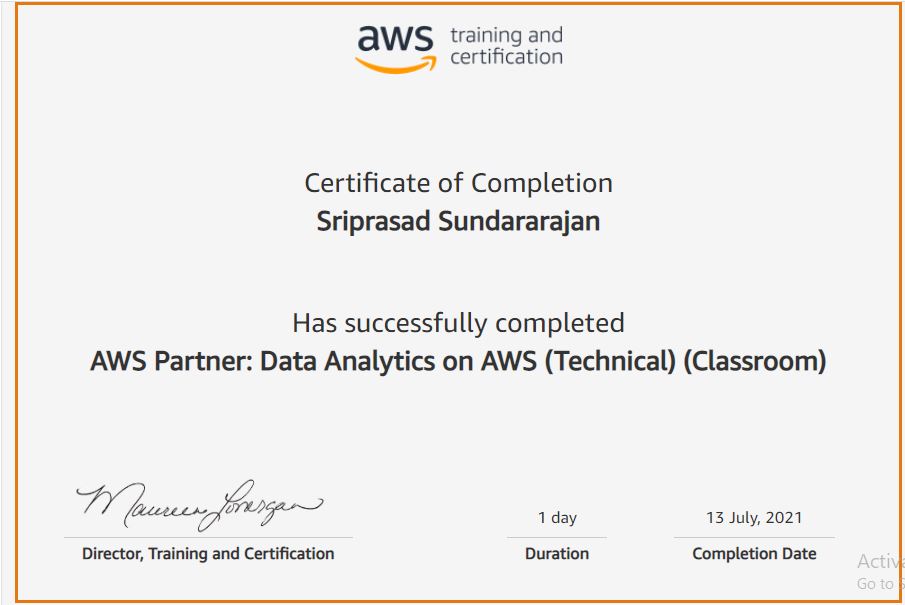 aws training and
certification
Certificate of Completion
Sriprasad Sundararajan
Has successfully completed
AWS Partner: Data Analytics on AWS (Technical) (Classroom)
Maureen Lonergan
1 day
13 July, 2021
Director, Training and Certification
Duration
Completion Date
Activa
Go to S